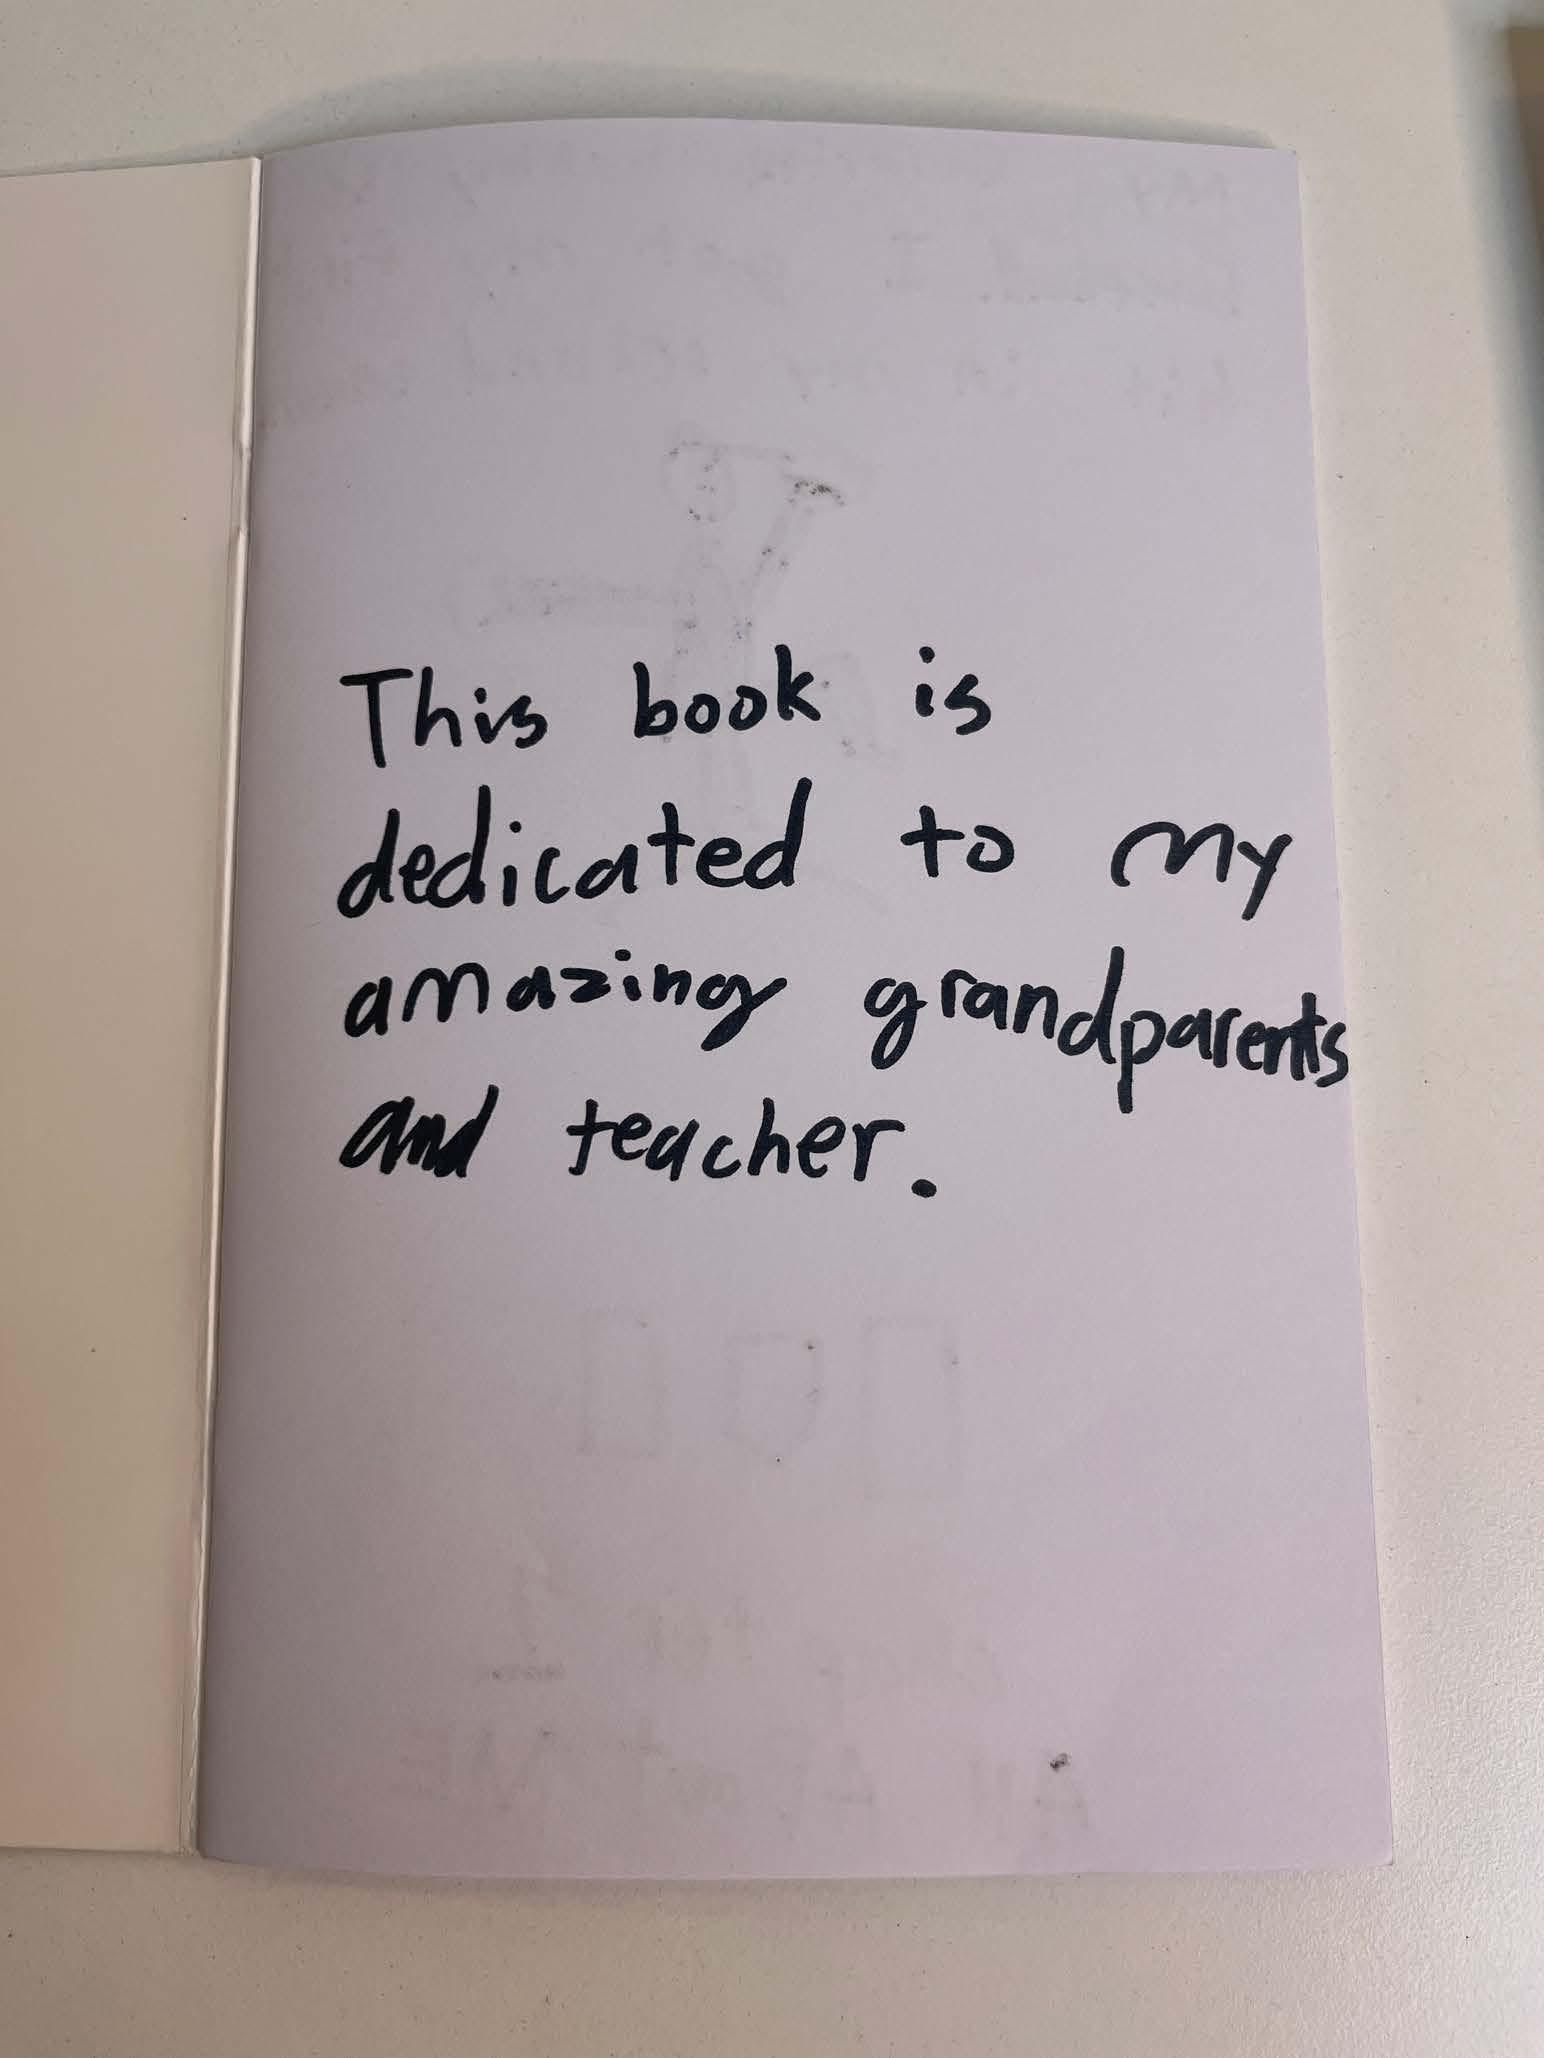 This book is
dedicated to my
amazing grandparents
and teacher.